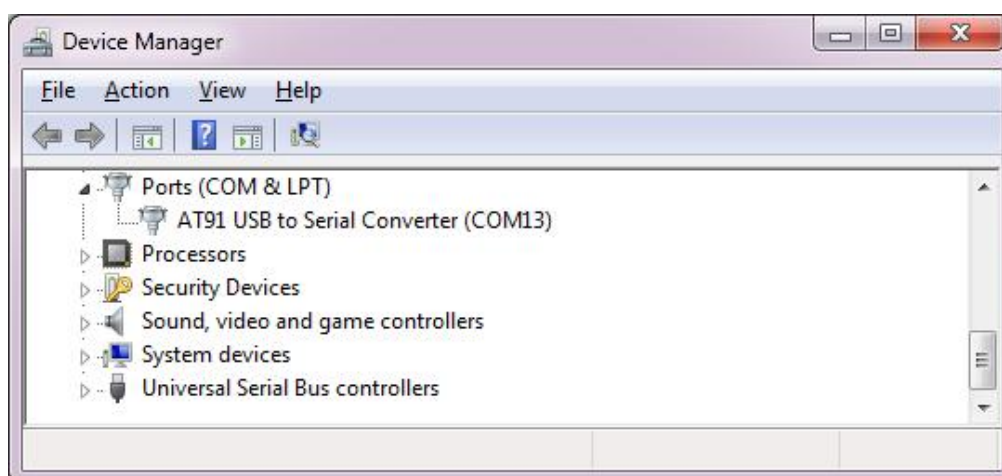 Device Manager
File Action View Help
Ports (COM & LPT)
AT91 USB to Serial Converter (COM13)
Processors
Security Devices
Sound, video and game controllers
System devices
Universal Serial Bus controllers